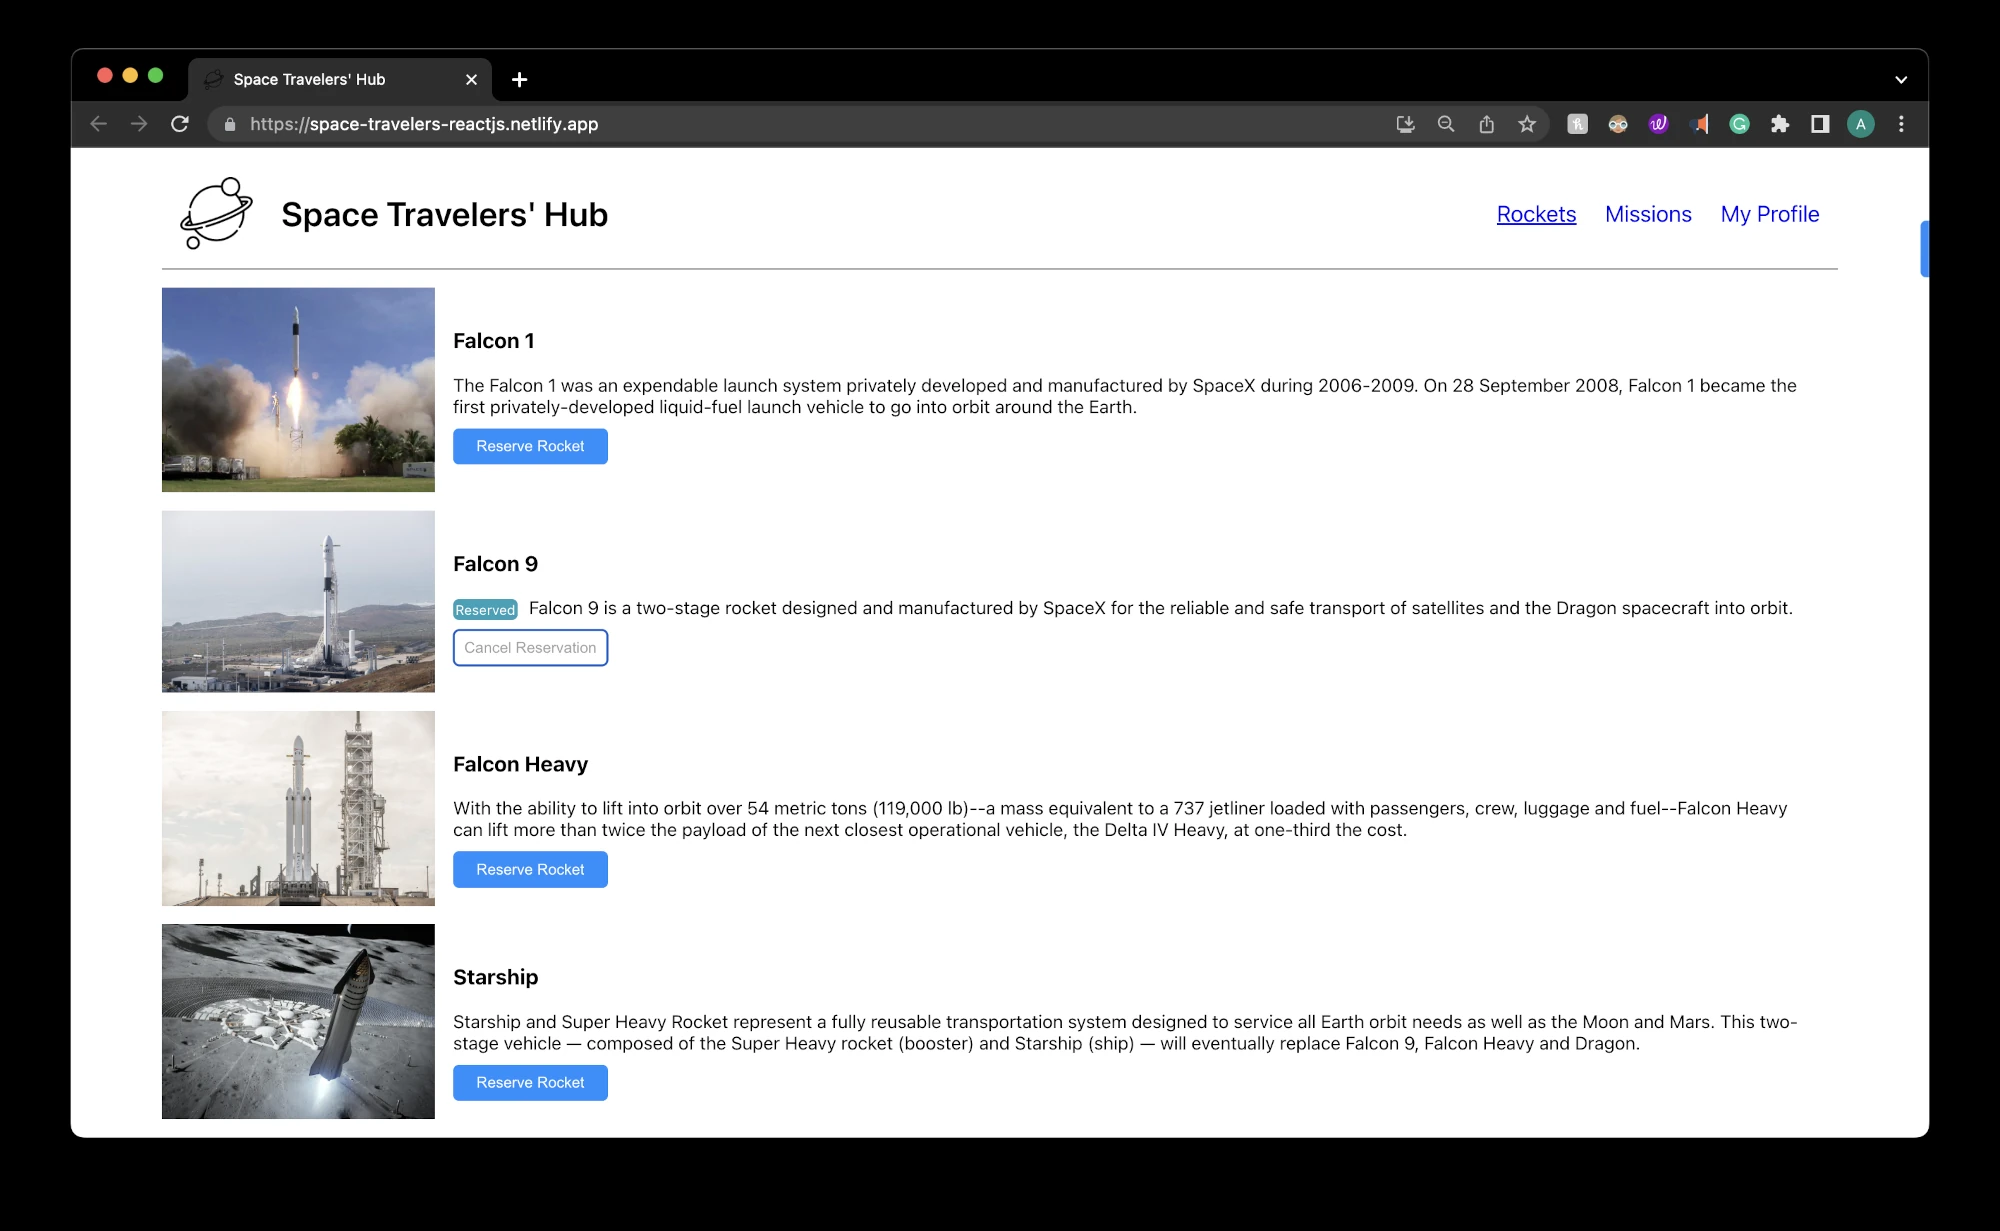 Space Travelers' Hub
https://space-travelers-reactjs.netlify.app
A
Space Travelers' Hub
Rockets Missions My Profile
Falcon 1
The Falcon 1 was an expendable launch system privately developed and manufactured by SpaceX during 2006-2009. On 28 September 2008, Falcon 1 became the
first privately-developed liquid-fuel launch vehicle to go into orbit around the Earth.
Reserve Rocket
Falcon 9
Reserved Falcon 9 is a two-stage rocket designed and manufactured by SpaceX for the reliable and safe transport of satellites and the Dragon spacecraft into orbit.
Cancel Reservation
Falcon Heavy
With the ability to lift into orbit over 54 metric tons (119,000 lb)--a mass equivalent to a 737 jetliner loaded with passengers, crew, luggage and fuel--Falcon Heavy
can lift more than twice the payload of the next closest operational vehicle, the Delta IV Heavy, at one-third the cost.
Reserve Rocket
Starship
Starship and Super Heavy Rocket represent a fully reusable transportation system designed to service all Earth orbit needs as well as the Moon and Mars. This two-
stage vehicle — composed of the Super Heavy rocket (booster) and Starship (ship) — will eventually replace Falcon 9, Falcon Heavy and Dragon.
Reserve Rocket